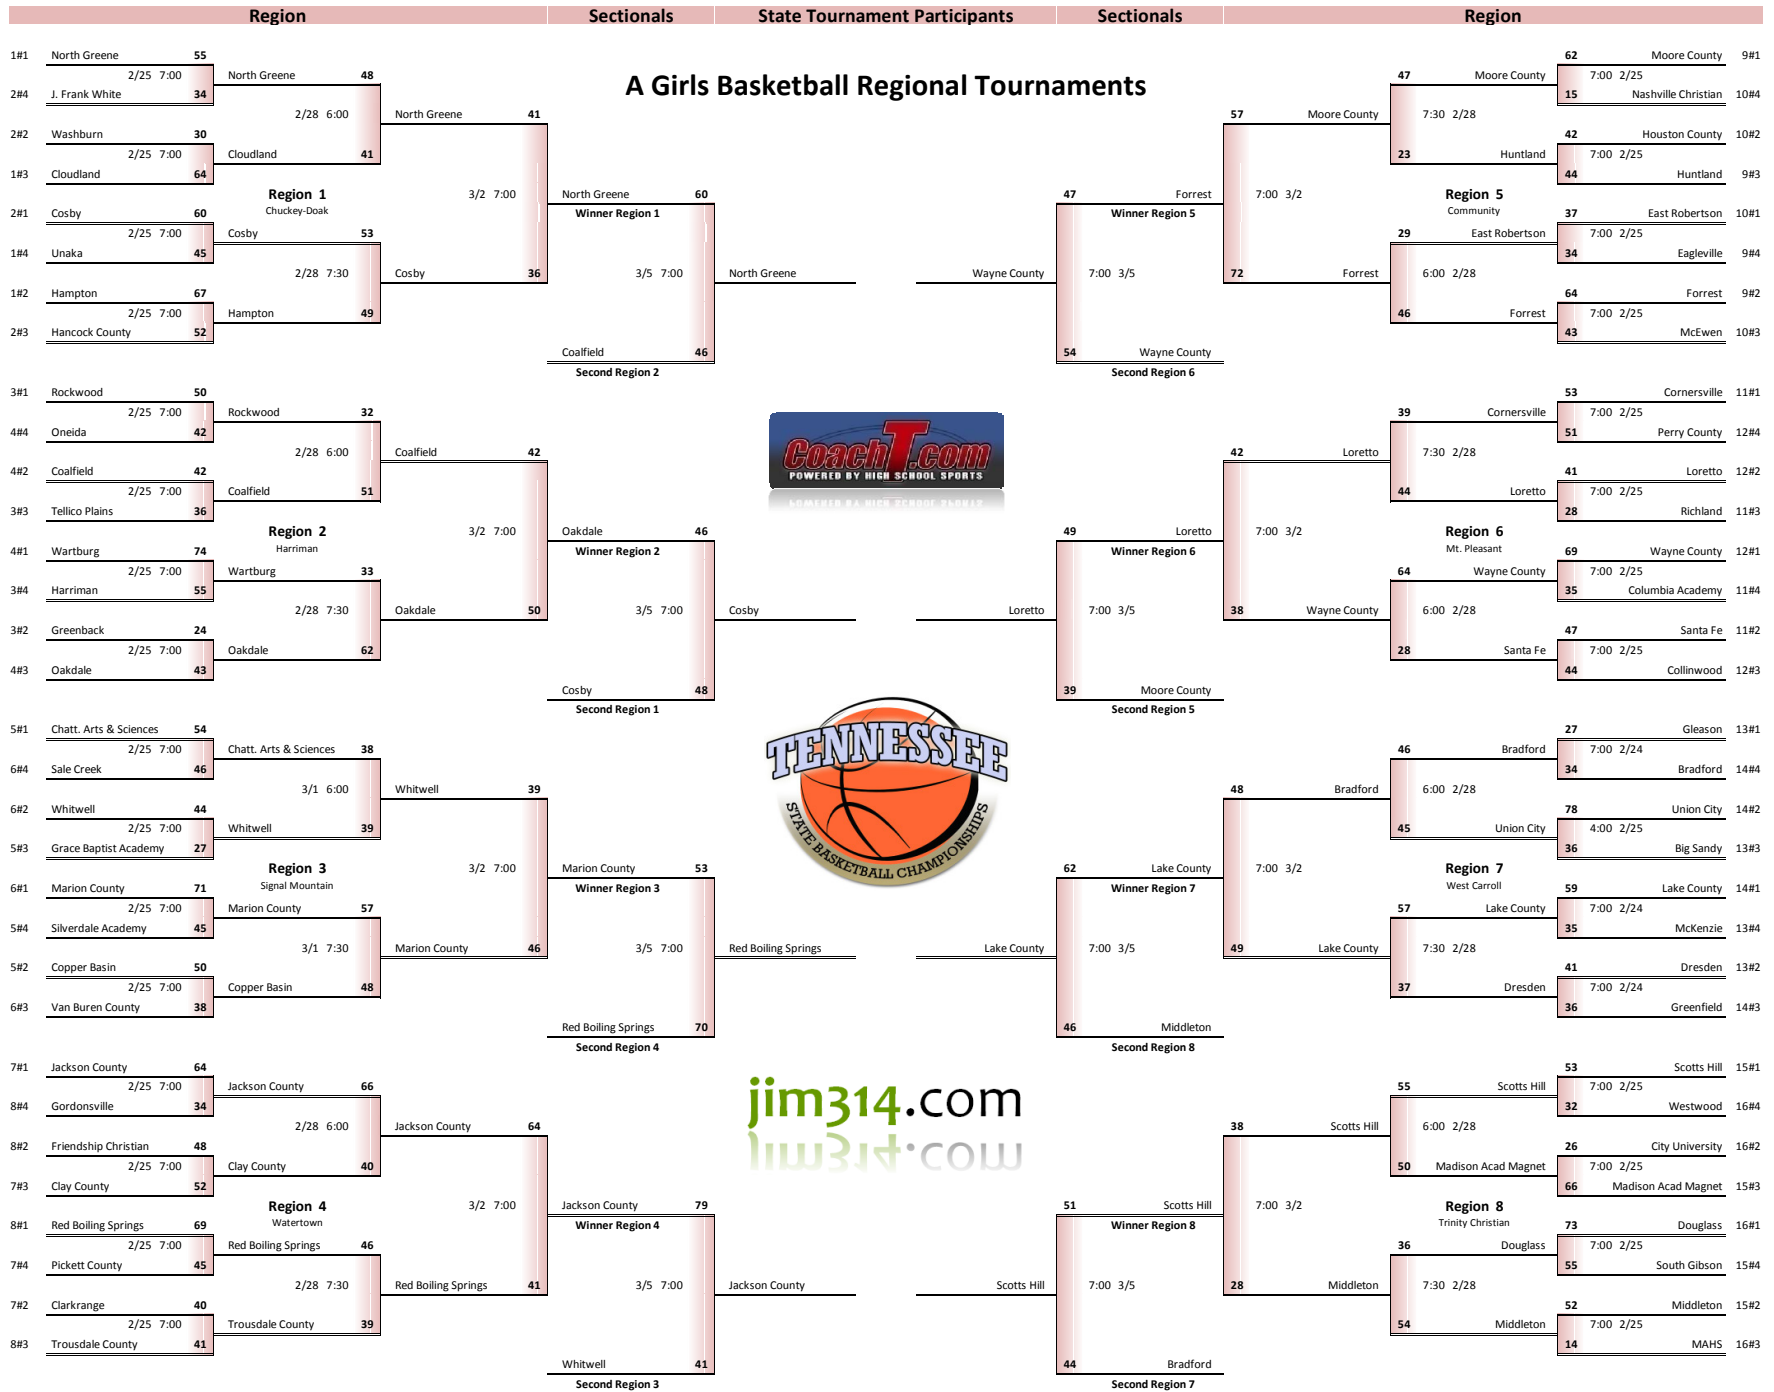 Region Sectionals State Tournament Participants Sectionals Region
A Girls Basketball Regional Tournaments
1#1 North Greene 55
2/25 7:00 North Greene 48
2#4 J. Frank White 34
2/28 6:00 North Greene 41
2#2 Washburn 30
2/25 7:00 Cloudland 41
1#3 Cloudland 64
Region 1
Chuckey-Doak
3/2 7:00 North Greene 60
Winner Region 1
2#1 Cosby 60
2/25 7:00 Cosby 53
1#4 Unaka 45
2/28 7:30 Cosby 36
3/5 7:00 North Greene
1#2 Hampton 67
2/25 7:00 Hampton 49
2#3 Hancock County 52
Coalfield 46
Second Region 2
3#1 Rockwood 50
2/25 7:00 Rockwood 32
4#4 Oneida 42
2/28 6:00 Coalfield 42
4#2 Coalfield 42
2/25 7:00 Coalfield 51
3#3 Tellico Plains 36
Region 2
Harriman
3/2 7:00 Oakdale 46
Winner Region 2
4#1 Wartburg 74
2/25 7:00 Wartburg 33
3#4 Harriman 55
2/28 7:30 Oakdale 50
3/5 7:00 Cosby
3#2 Greenback 24
2/25 7:00 Oakdale 62
4#3 Oakdale 43
Cosby 48
Second Region 1
5#1 Chatt. Arts & Sciences 54
2/25 7:00 Chatt. Arts & Sciences 38
6#4 Sale Creek 46
3/1 6:00 Whitwell 39
6#2 Whitwell 44
2/25 7:00 Whitwell 39
5#3 Grace Baptist Academy 27
Region 3
Signal Mountain
3/2 7:00 Marion County 53
Winner Region 3
6#1 Marion County 71
2/25 7:00 Marion County 57
5#4 Silverdale Academy 45
3/1 7:30 Marion County 46
3/5 7:00 Red Boiling Springs
5#2 Copper Basin 50
2/25 7:00 Copper Basin 48
6#3 Van Buren County 38
Red Boiling Springs 70
Second Region 4
7#1 Jackson County 64
2/25 7:00 Jackson County 66
8#4 Gordonsville 34
2/28 6:00 Jackson County 64
8#2 Friendship Christian 48
2/25 7:00 Clay County 40
7#3 Clay County 52
Region 4
Watertown
3/2 7:00 Jackson County 79
Winner Region 4
8#1 Red Boiling Springs 69
2/25 7:00 Red Boiling Springs 46
7#4 Pickett County 45
2/28 7:30 Red Boiling Springs 41
3/5 7:00 Jackson County
7#2 Clarkrange 40
2/25 7:00 Trousdale County 39
8#3 Trousdale County 41
Whitwell 41
Second Region 3
CoachT.com
POWERED BY HIGH SCHOOL SPORTS
TENNESSEE
STATE BASKETBALL CHAMPIONSHIPS
jim314.com
62 Moore County 9#1
47 Moore County 7:00 2/25
15 Nashville Christian 10#4
57 Moore County 7:30 2/28
42 Houston County 10#2
23 Huntland 7:00 2/25
44 Huntland 9#3
Region 5
Community
47 Forrest 7:00 3/2
Winner Region 5
37 East Robertson 10#1
29 East Robertson 7:00 2/25
34 Eagleville 9#4
Wayne County 7:00 3/5
72 Forrest 6:00 2/28
64 Forrest 9#2
46 Forrest 7:00 2/25
43 McEwen 10#3
54 Wayne County
Second Region 6
53 Cornersville 11#1
39 Cornersville 7:00 2/25
51 Perry County 12#4
42 Loretto 7:30 2/28
41 Loretto 12#2
44 Loretto 7:00 2/25
28 Richland 11#3
Region 6
Mt. Pleasant
49 Loretto 7:00 3/2
Winner Region 6
69 Wayne County 12#1
64 Wayne County 7:00 2/25
35 Columbia Academy 11#4
Loretto 7:00 3/5
38 Wayne County 6:00 2/28
47 Santa Fe 11#2
28 Santa Fe 7:00 2/25
44 Collinwood 12#3
39 Moore County
Second Region 5
27 Gleason 13#1
46 Bradford 7:00 2/24
34 Bradford 14#4
48 Bradford 6:00 2/28
78 Union City 14#2
45 Union City 4:00 2/25
36 Big Sandy 13#3
Region 7
West Carroll
62 Lake County 7:00 3/2
Winner Region 7
59 Lake County 14#1
57 Lake County 7:00 2/24
35 McKenzie 13#4
Lake County 7:00 3/5
49 Lake County 7:30 2/28
41 Dresden 13#2
37 Dresden 7:00 2/24
36 Greenfield 14#3
46 Middleton
Second Region 8
53 Scotts Hill 15#1
55 Scotts Hill 7:00 2/25
32 Westwood 16#4
38 Scotts Hill 6:00 2/28
26 City University 16#2
50 Madison Acad Magnet 7:00 2/25
66 Madison Acad Magnet 15#3
Region 8
Trinity Christian
51 Scotts Hill 7:00 3/2
Winner Region 8
73 Douglass 16#1
36 Douglass 7:00 2/25
55 South Gibson 15#4
Scotts Hill 7:00 3/5
28 Middleton 7:30 2/28
52 Middleton 15#2
54 Middleton 7:00 2/25
14 MAHS 16#3
44 Bradford
Second Region 7